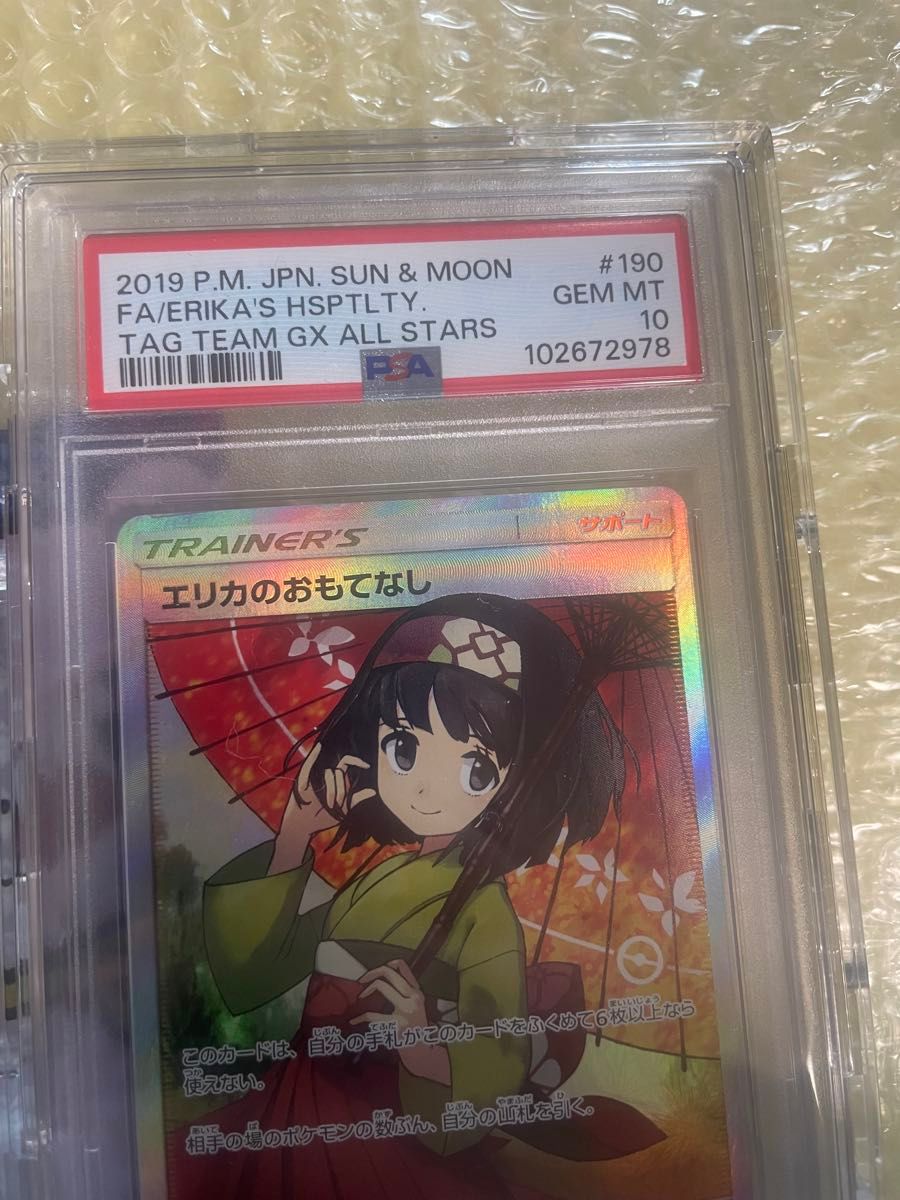 2019 P.M. JPN. SUN & MOON #190
FA/ERIKA'S HSPTLTY. GEM MT
TAG TEAM GX ALL STARS 10
PSA 102672978
TRAINER'S サポート
エリカのおもてなし
このカードは、自分の手札がこのカードをふくめて6枚以上なら
使えない。
相手の場のポケモンの数ぶん、自分の山札を引く。